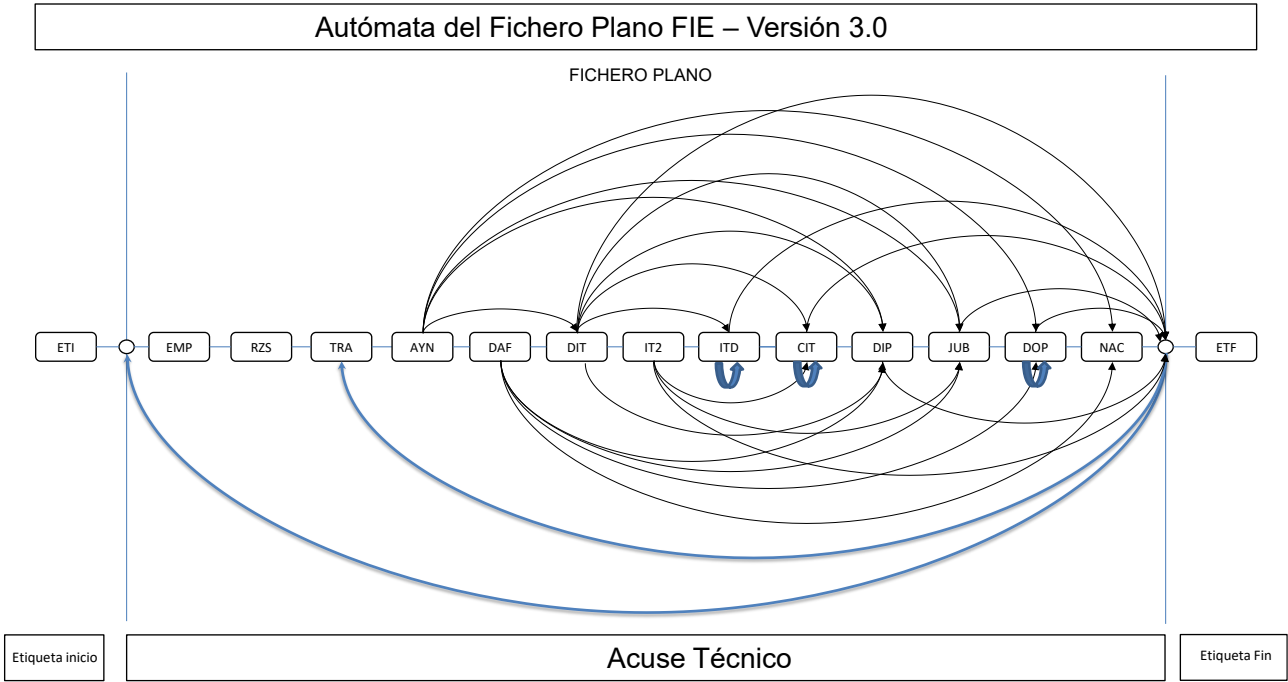 Autómata del Fichero Plano FIE – Versión 3.0
FICHERO PLANO
ETI EMP RZS TRA AYN DAF DIT IT2 ITD CIT DIP JUB DOP NAC ETF
Etiqueta inicio
Acuse Técnico
Etiqueta Fin